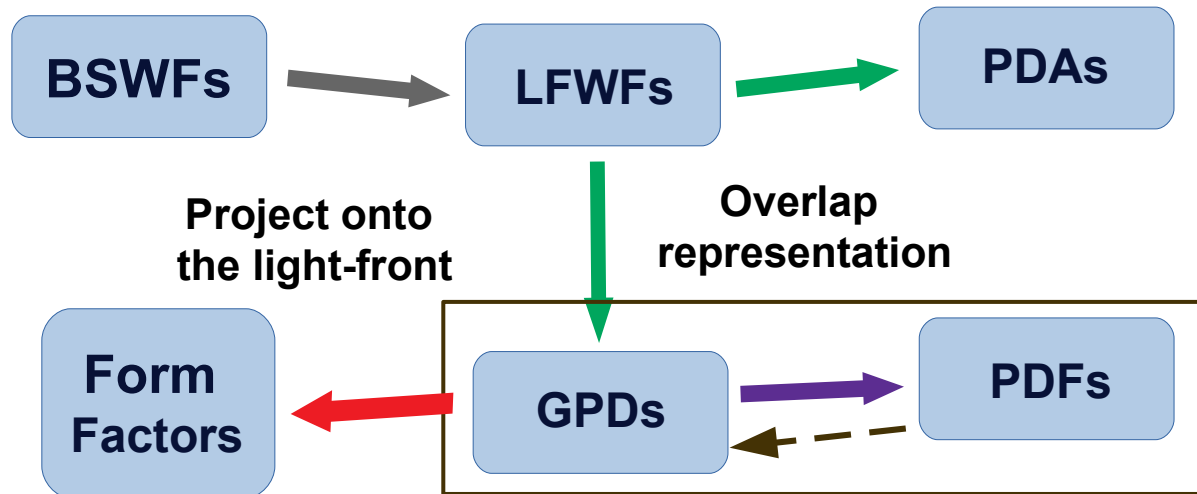 BSWFs
LFWFs
PDAs
Project onto
the light-front
Overlap
representation
Form
Factors
GPDs
PDFs